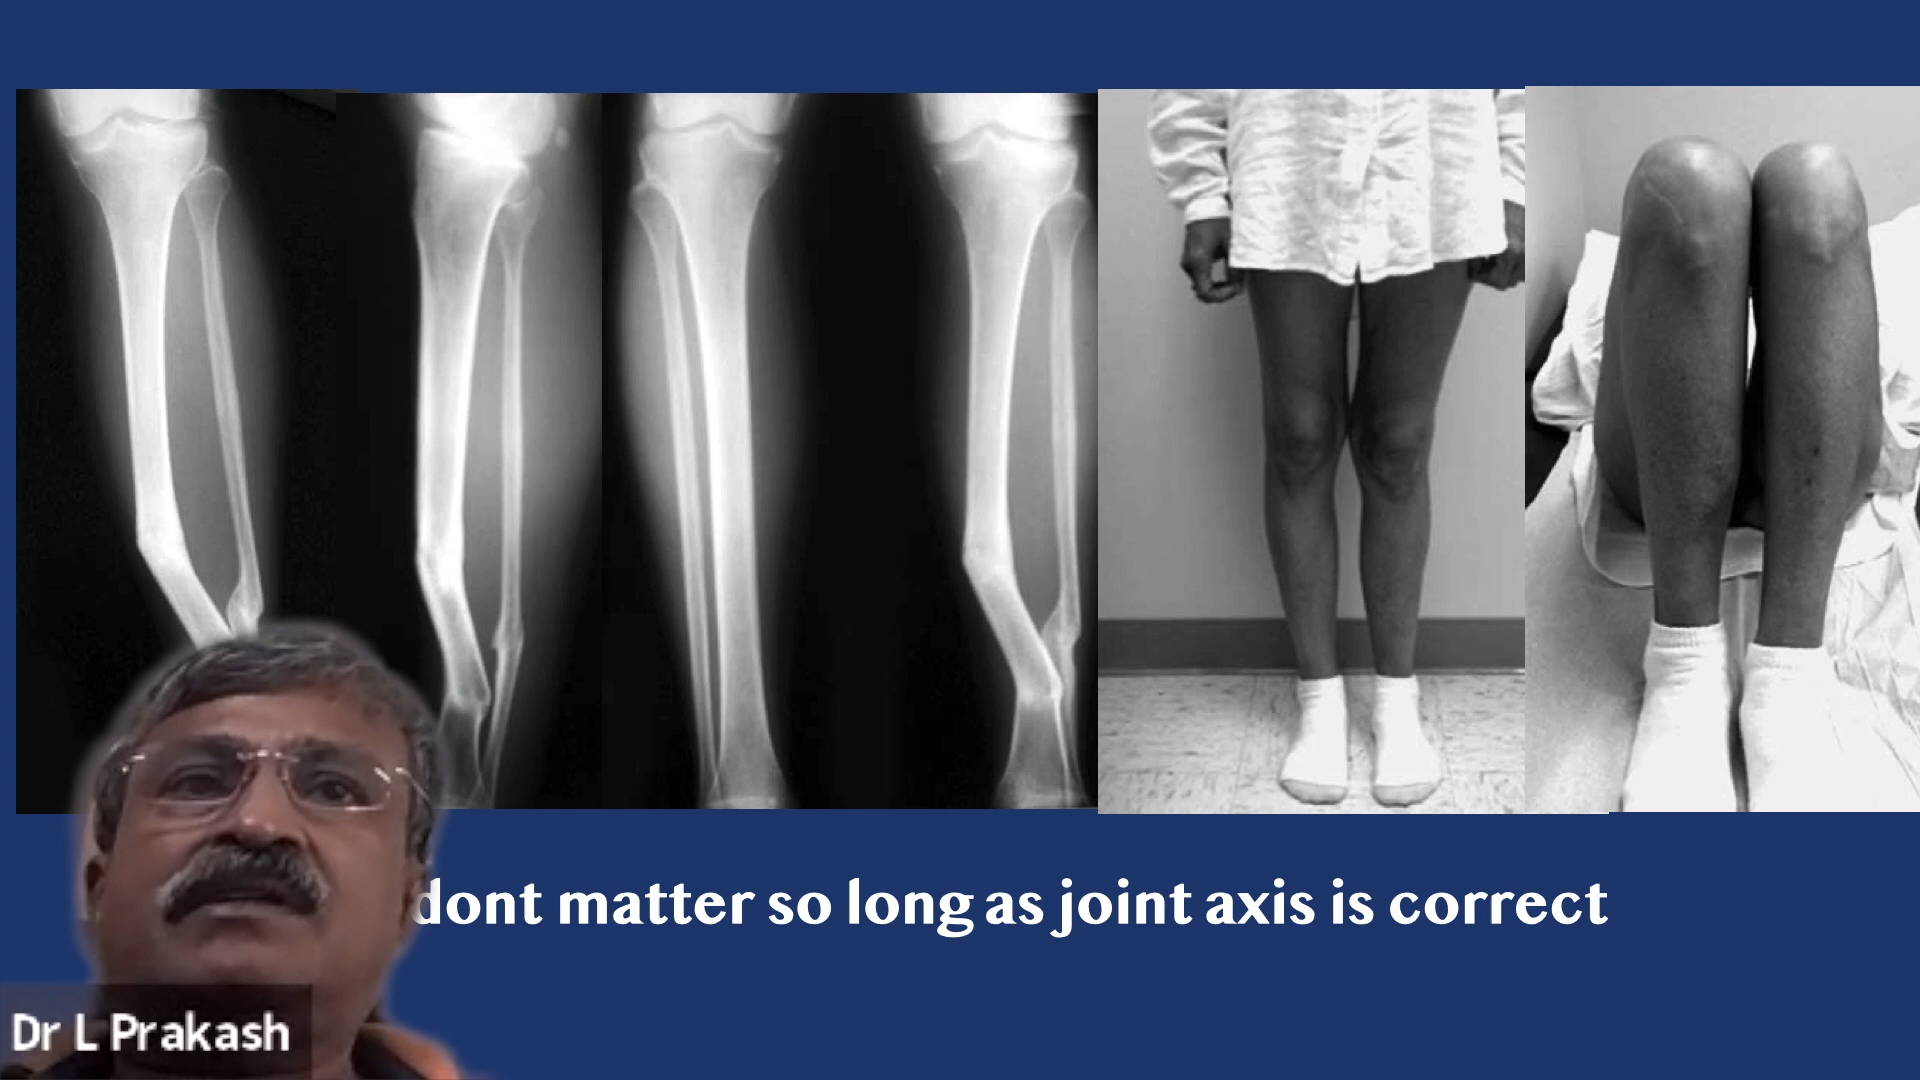 dont matter so long as joint axis is correct
Dr L Prakash